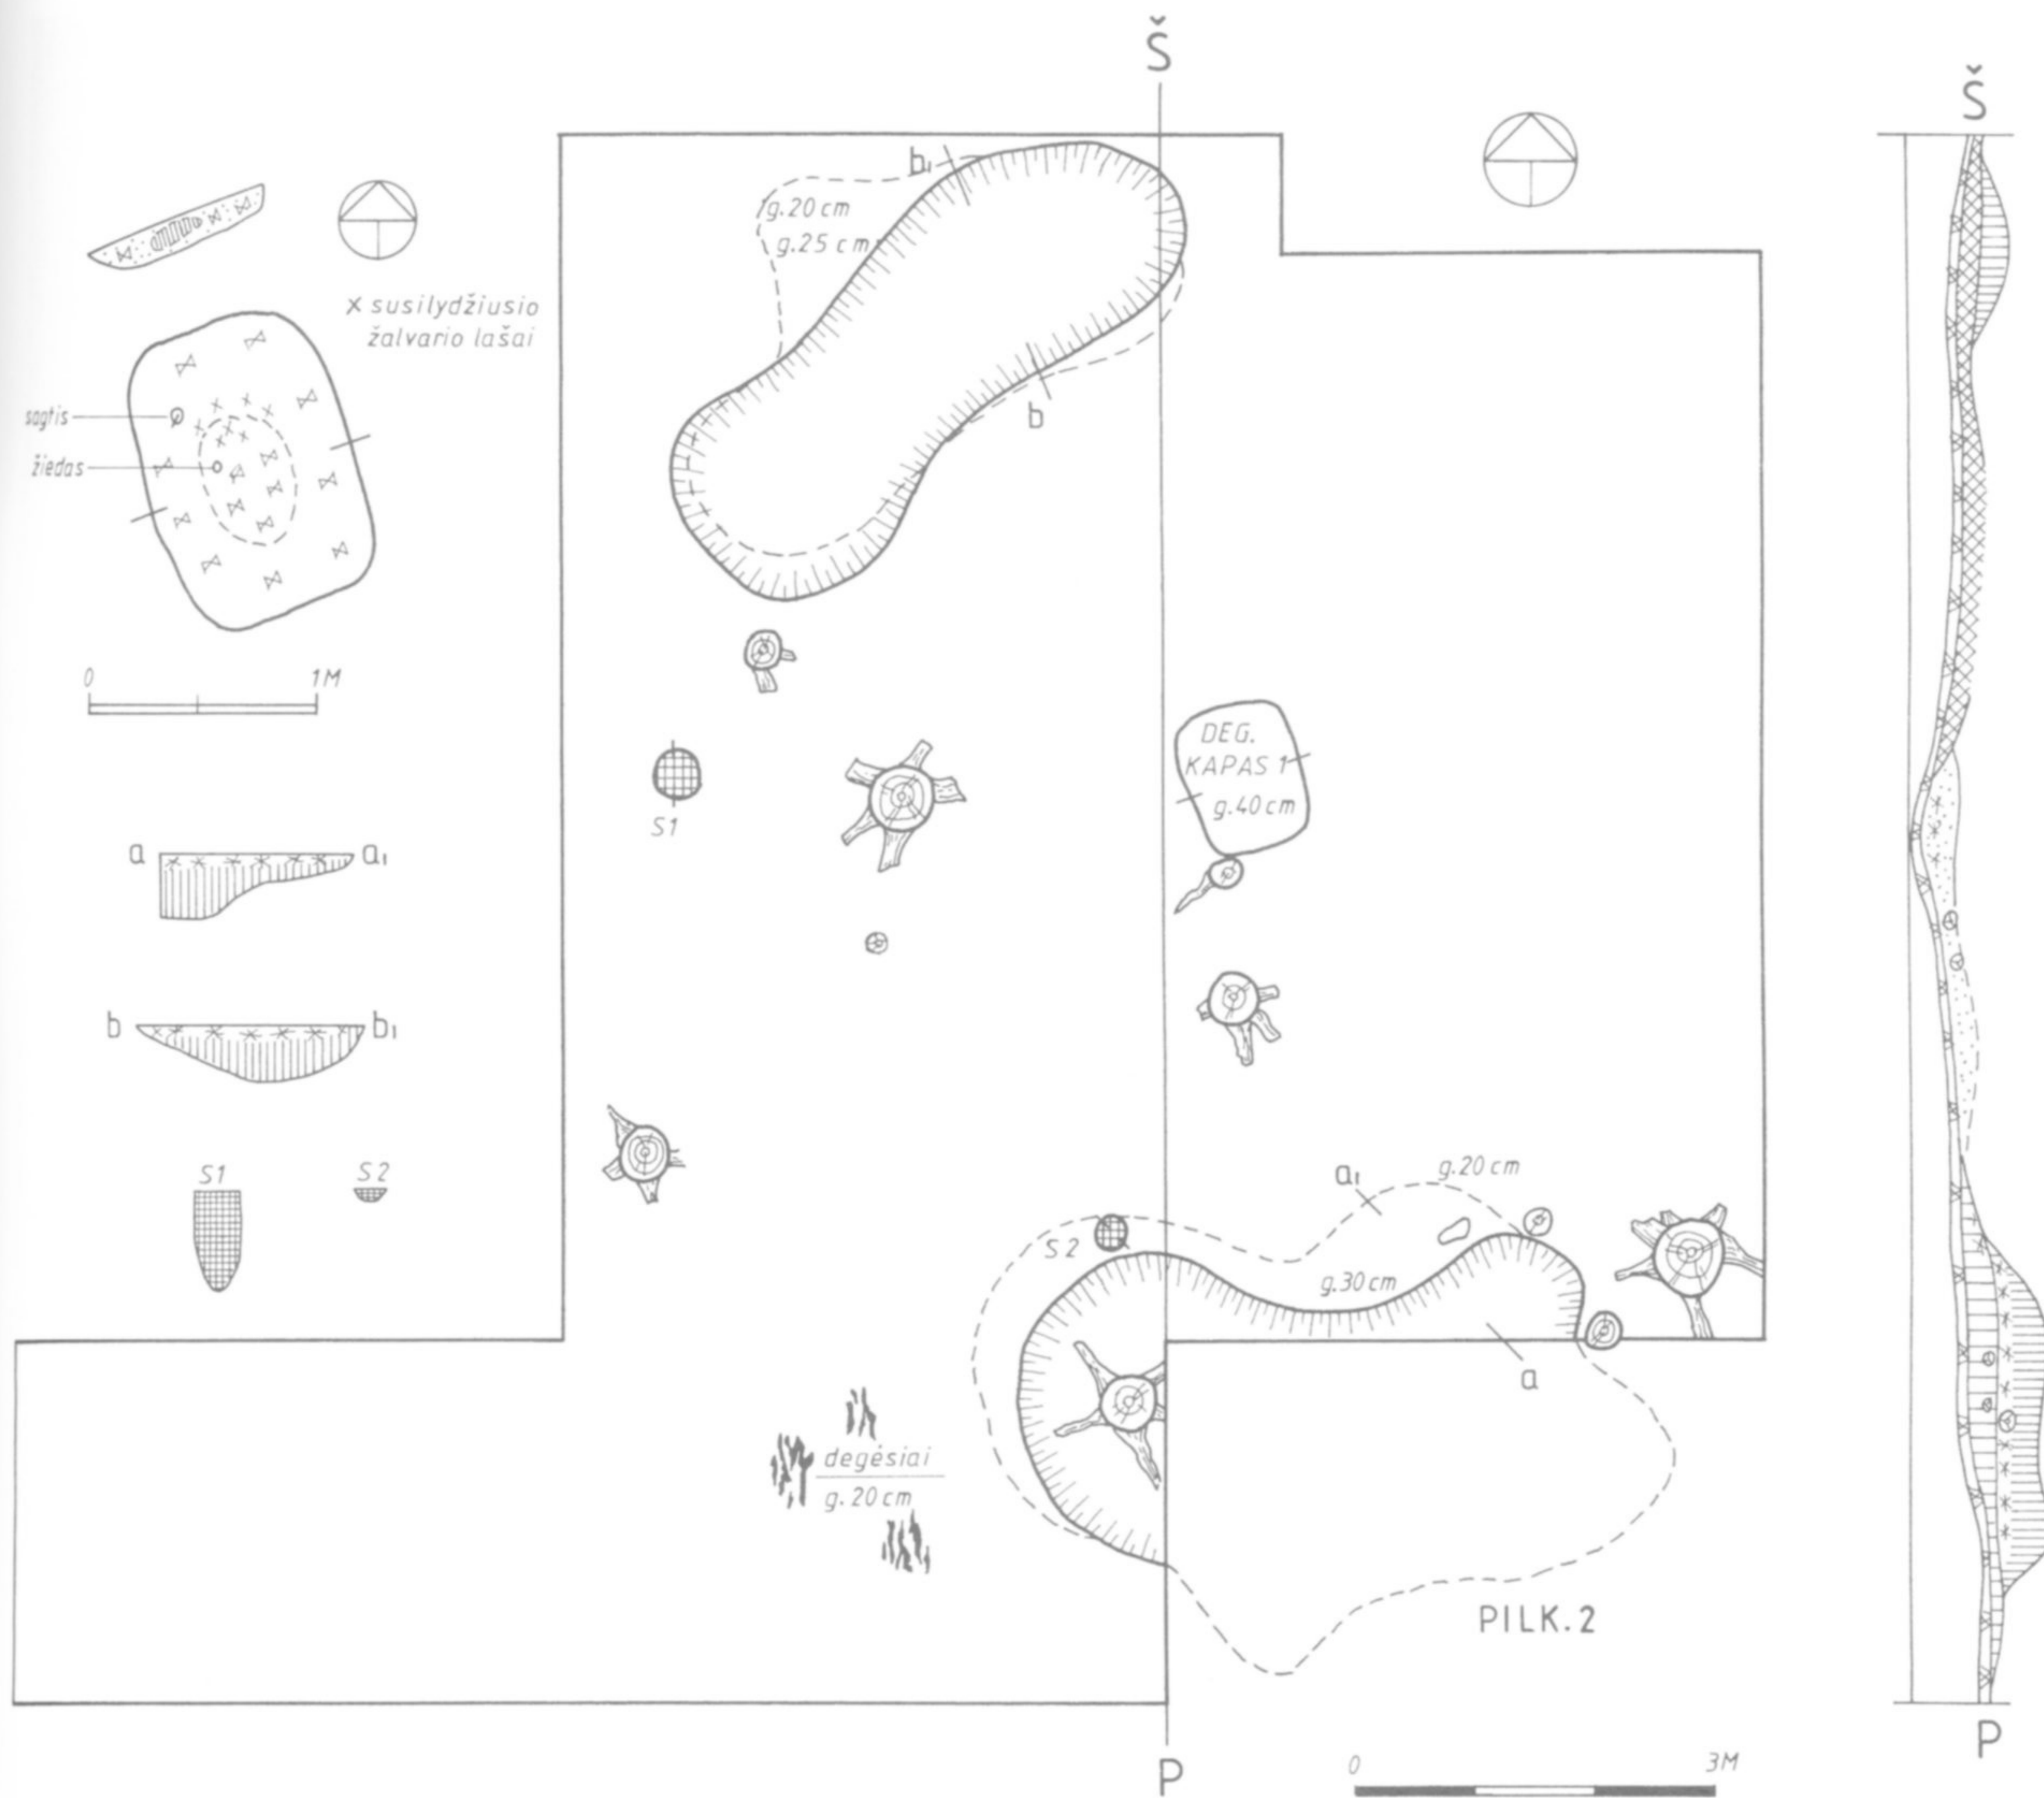 Š
Š
b₁
g.20 cm
g.25 cm
x susilydžiusio
žalvario lašai
b
sagtis
žiedas
0 1M
DEG.
KAPAS 1
g.40 cm
S1
a a₁
b b₁
S1 S2
a₁ g.20 cm
S2
g.30 cm
a
degėsiai
g. 20 cm
PILK. 2
P
P
0 3M